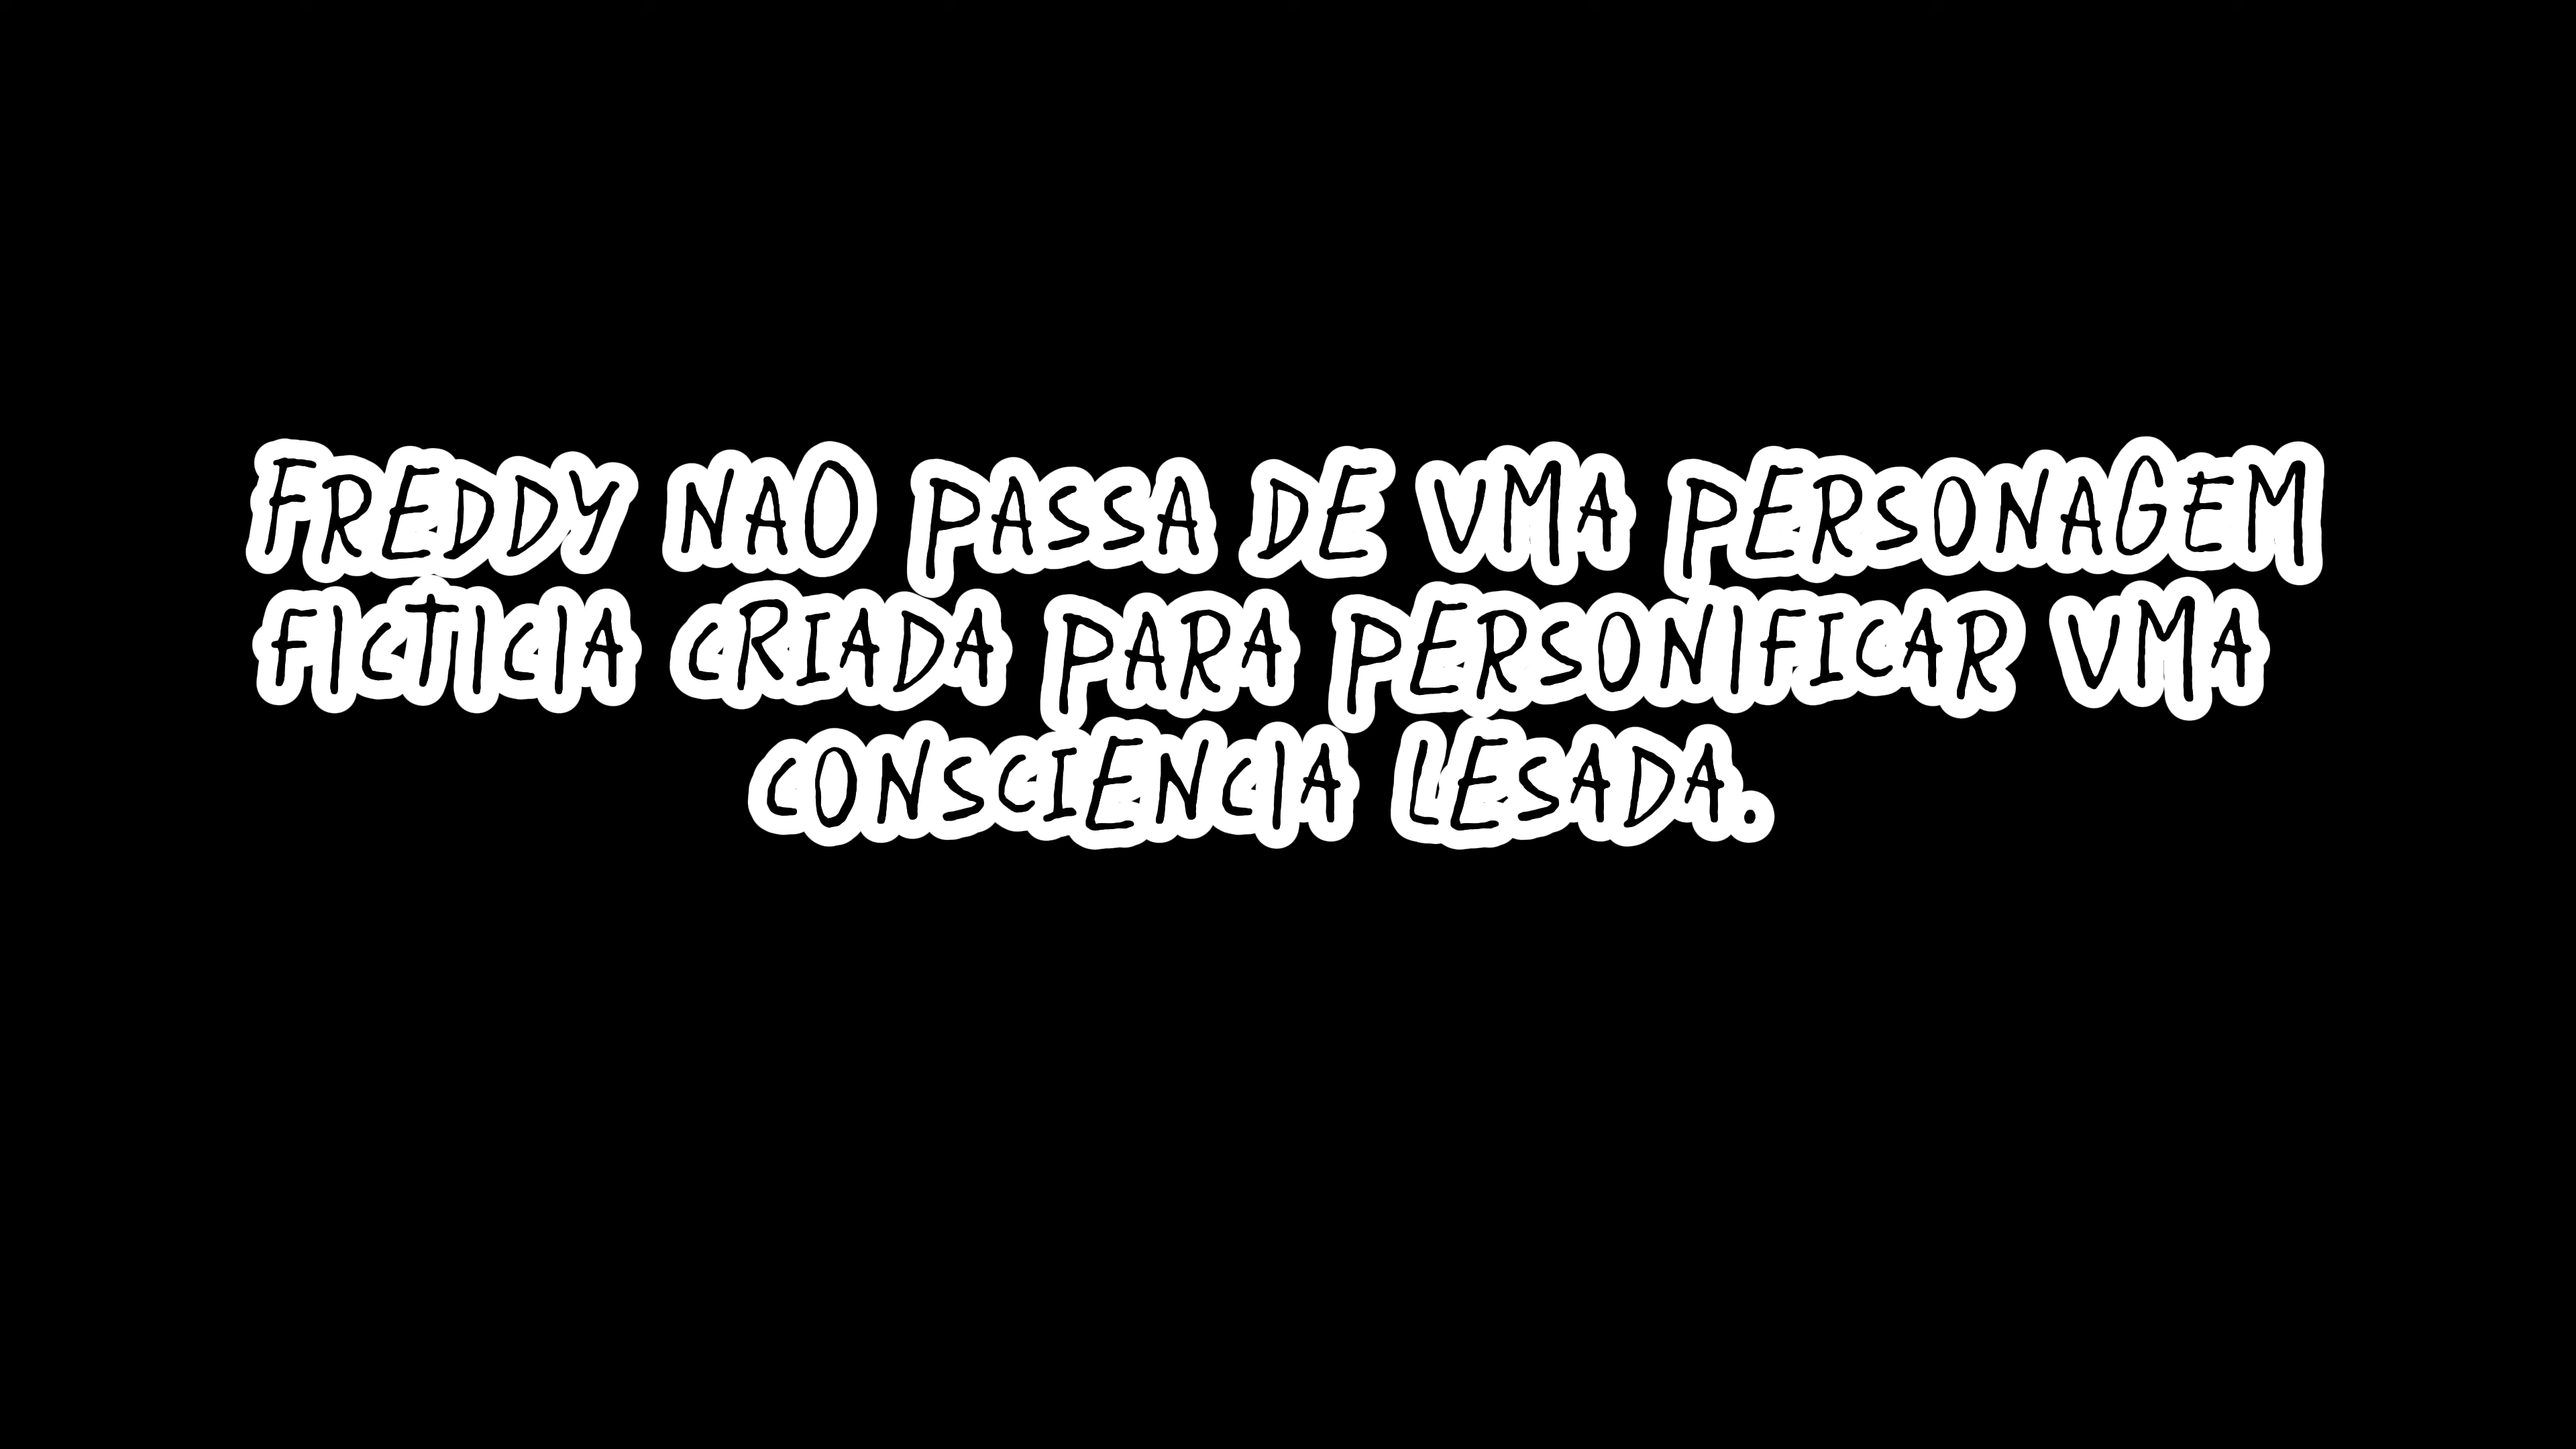 FREDDY NAO PASSA DE VMA PERSONAGEM
FICTICIA CRIADA PARA PERSONIFICAR VMA
CONSCIENCIA LESADA.